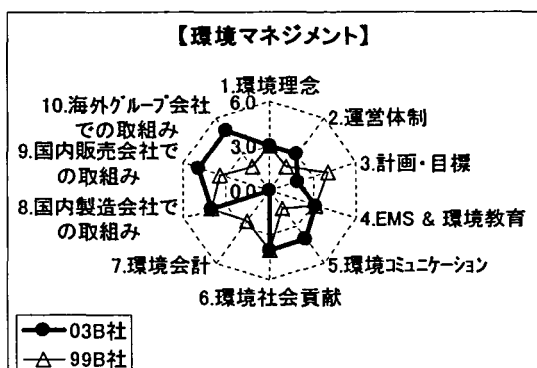 【環境マネジメント】
1.環境理念
6.0
10.海外グループ会社
での取組み
2.運営体制
3.0
9.国内販売会社で
の取組み
3.計画・目標
0.0
8.国内製造会社で
の取組み
4.EMS & 環境教育
7.環境会計
5.環境コミュニケーション
6.環境社会貢献
03B社
99B社